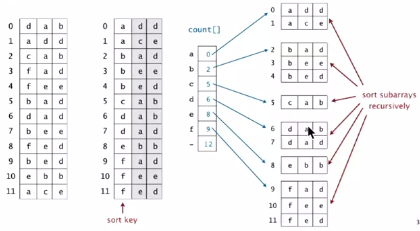 0 d a b
1 a d d
2 c a b
3 f a d
4 f e e
5 b a d
6 d a d
7 b e e
8 f e d
9 b e d
10 e b b
11 a c e
0 a d d
1 a c e
2 b a d
3 b e e
4 b e d
5 c a b
6 d a b
7 d a d
8 e b b
9 f a d
10 f e e
11 f e d
sort key
count[]
a 0
b 2
c 5
d 6
e 8
f 9
- 12
0 a d d
1 a c e
2 b a d
3 b e e
4 b e d
5 c a b
6 d a b
7 d a d
8 e b b
9 f a d
10 f e e
11 f e d
sort subarrays
recursively
3